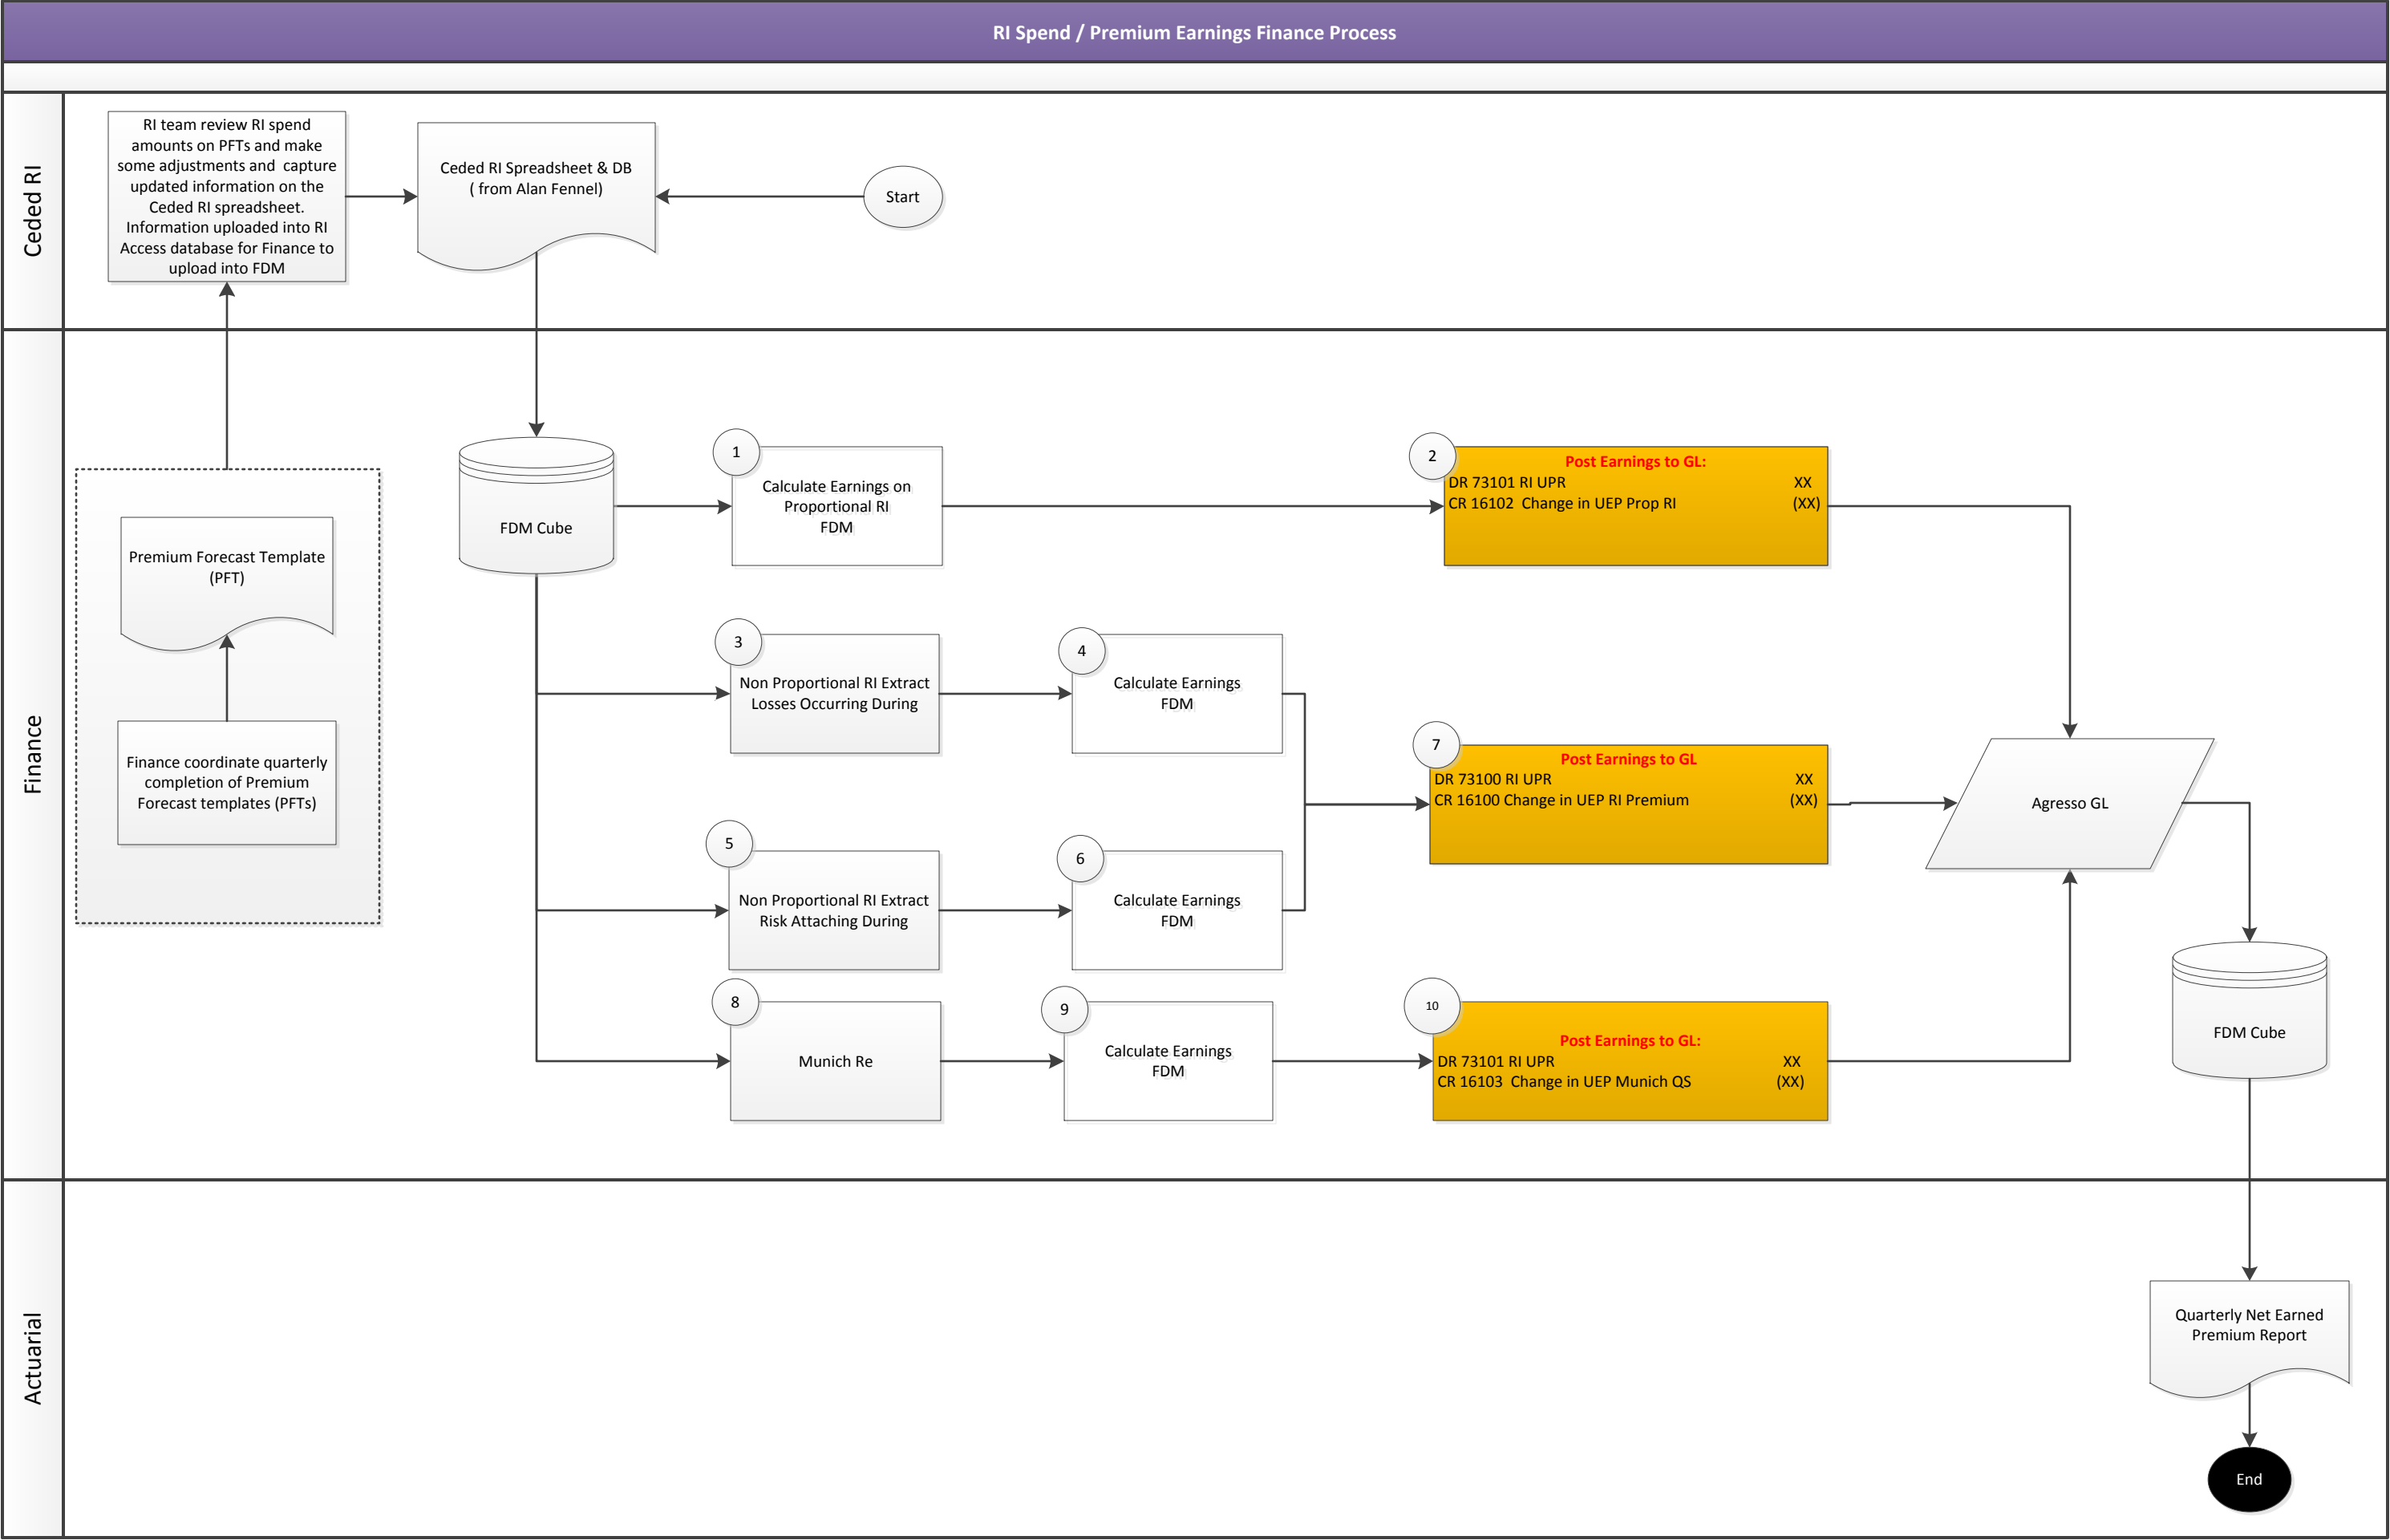 RI Spend / Premium Earnings Finance Process
Ceded RI
RI team review RI spend
amounts on PFTs and make
some adjustments and capture
updated information on the
Ceded RI spreadsheet.
Information uploaded into RI
Access database for Finance to
upload into FDM
Ceded RI Spreadsheet & DB
( from Alan Fennel)
Start
Finance
Premium Forecast Template
(PFT)
Finance coordinate quarterly
completion of Premium
Forecast templates (PFTs)
FDM Cube
1
Calculate Earnings on
Proportional RI
FDM
2
Post Earnings to GL:
DR 73101 RI UPR XX
CR 16102 Change in UEP Prop RI (XX)
3
Non Proportional RI Extract
Losses Occurring During
4
Calculate Earnings
FDM
5
Non Proportional RI Extract
Risk Attaching During
6
Calculate Earnings
FDM
7
Post Earnings to GL
DR 73100 RI UPR XX
CR 16100 Change in UEP RI Premium (XX)
8
Munich Re
9
Calculate Earnings
FDM
10
Post Earnings to GL:
DR 73101 RI UPR XX
CR 16103 Change in UEP Munich QS (XX)
Agresso GL
FDM Cube
Actuarial
Quarterly Net Earned
Premium Report
End